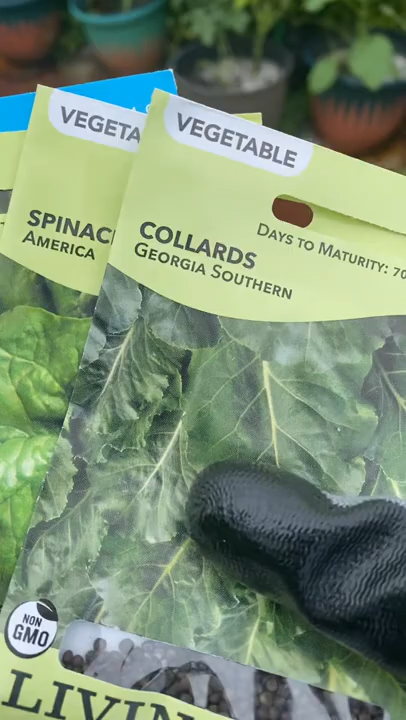 VEGETA
SPINAC
AMERICA
VEGETABLE
COLLARDS
GEORGIA SOUTHERN
DAYS TO MATURITY: 70
NON
GMO
LIVIN